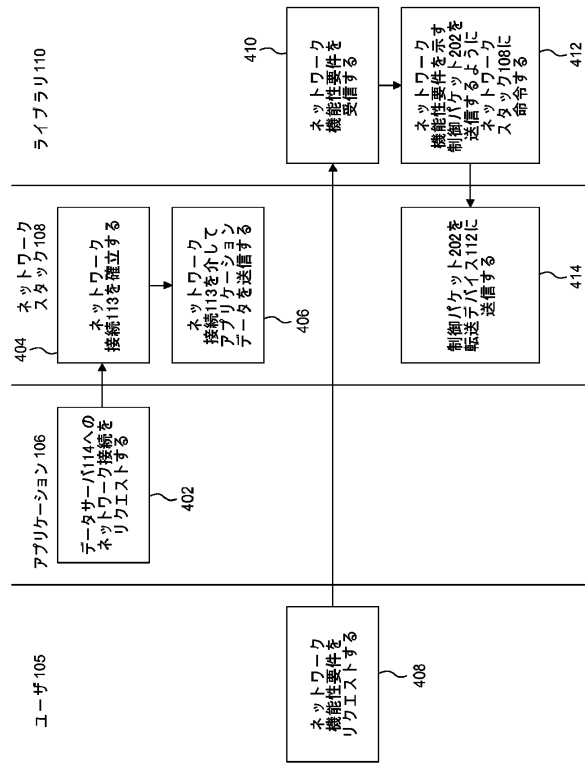 ユーザ105
アプリケーション106
ネットワーク
スタック108
ライブラリ110
データサーバ114への
ネットワーク接続を
リクエストする
402
404
ネットワーク
接続113を確立する
ネットワーク
接続113を介して
アプリケーション
データを送信する
406
ネットワーク
機能性要件を
リクエストする
408
410
ネットワーク
機能性要件を
受信する
ネットワーク
機能性要件を示す
制御パケット202を
送信するように
ネットワーク
スタック108に
命令する
412
制御パケット202を
転送デバイス112に
送信する
414